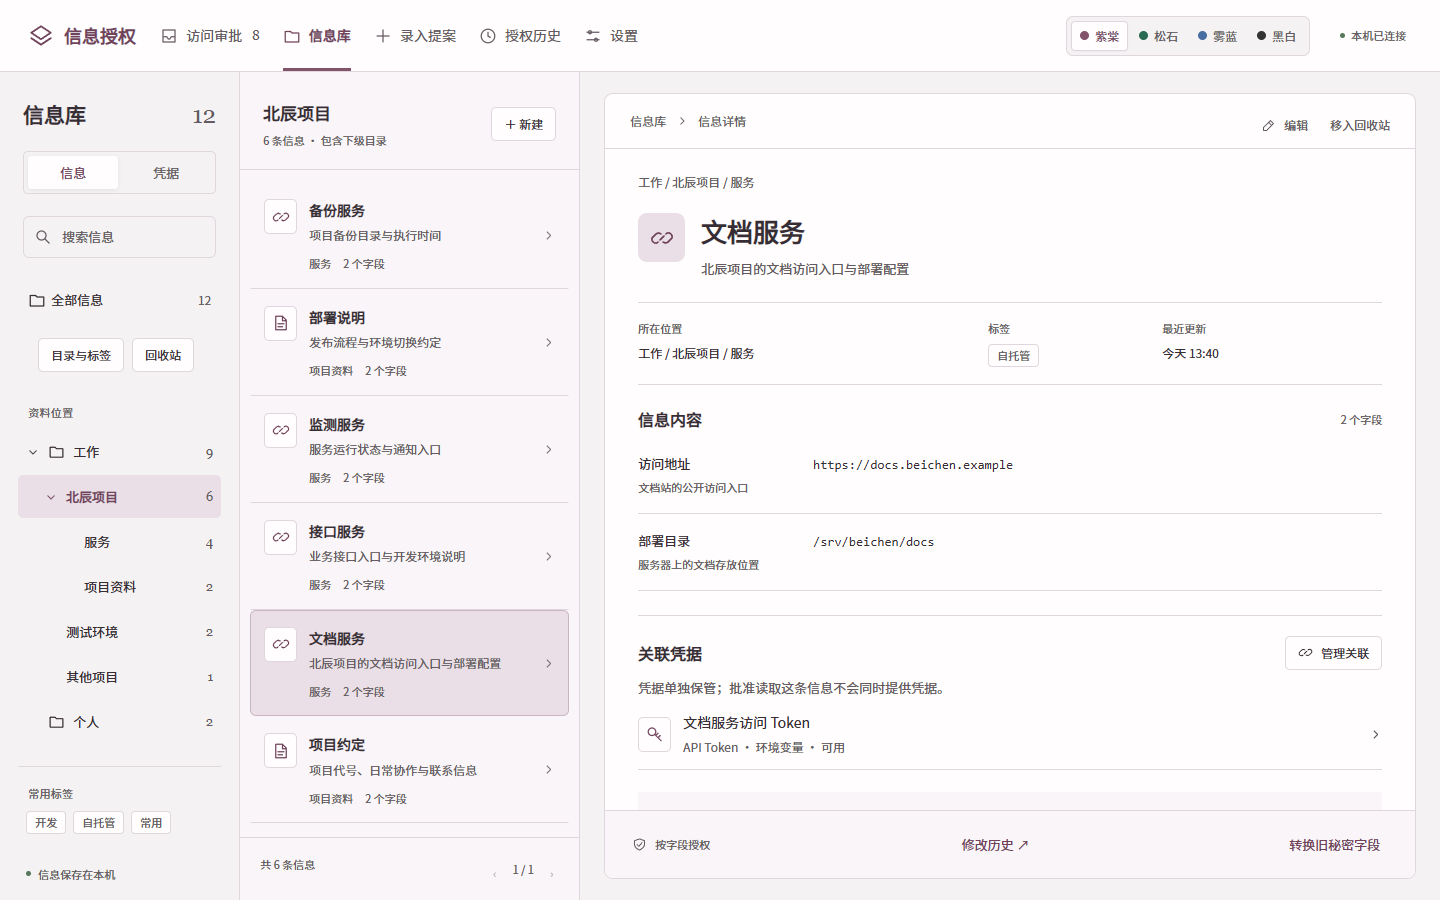 信息授权
访问审批 8
信息库
录入提案
授权历史
设置
紫棠
松石
雾蓝
黑白
本机已连接
信息库 12
信息
凭据
搜索信息
全部信息 12
目录与标签
回收站
资料位置
工作 9
北辰项目 6
服务 4
项目资料 2
测试环境 2
其他项目 1
个人 2
常用标签
开发
自托管
常用
信息保存在本机
北辰项目
6 条信息 · 包含下级目录
新建
备份服务
项目备份目录与执行时间
服务 2 个字段
部署说明
发布流程与环境切换约定
项目资料 2 个字段
监测服务
服务运行状态与通知入口
服务 2 个字段
接口服务
业务接口入口与开发环境说明
服务 2 个字段
文档服务
北辰项目的文档访问入口与部署配置
服务 2 个字段
项目约定
项目代号、日常协作与联系信息
项目资料 2 个字段
共 6 条信息
‹ 1 / 1 ›
信息库 > 信息详情
编辑
移入回收站
工作 / 北辰项目 / 服务
文档服务
北辰项目的文档访问入口与部署配置
所在位置
工作 / 北辰项目 / 服务
标签
自托管
最近更新
今天 13:40
信息内容
2 个字段
访问地址
https://docs.beichen.example
文档站的公开访问入口
部署目录
/srv/beichen/docs
服务器上的文档存放位置
关联凭据
管理关联
凭据单独保管；批准读取这条信息不会同时提供凭据。
文档服务访问 Token
API Token · 环境变量 · 可用
按字段授权
修改历史 ↗
转换旧秘密字段